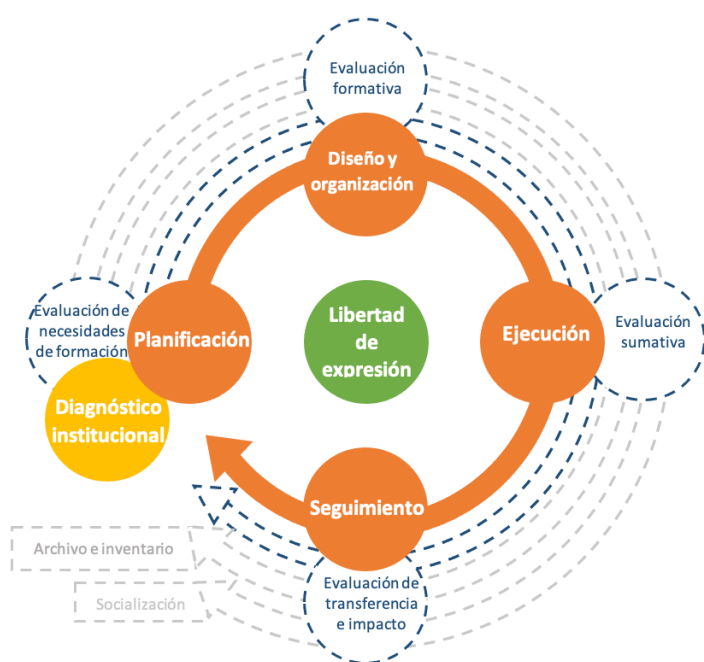 Evaluación
formativa
Diseño y
organización
Evaluación de
necesidades
de formación
Planificación
Libertad
de
expresión
Ejecución
Evaluación
sumativa
Diagnóstico
institucional
Seguimiento
Archivo e inventario
Socialización
Evaluación de
transferencia
e impacto